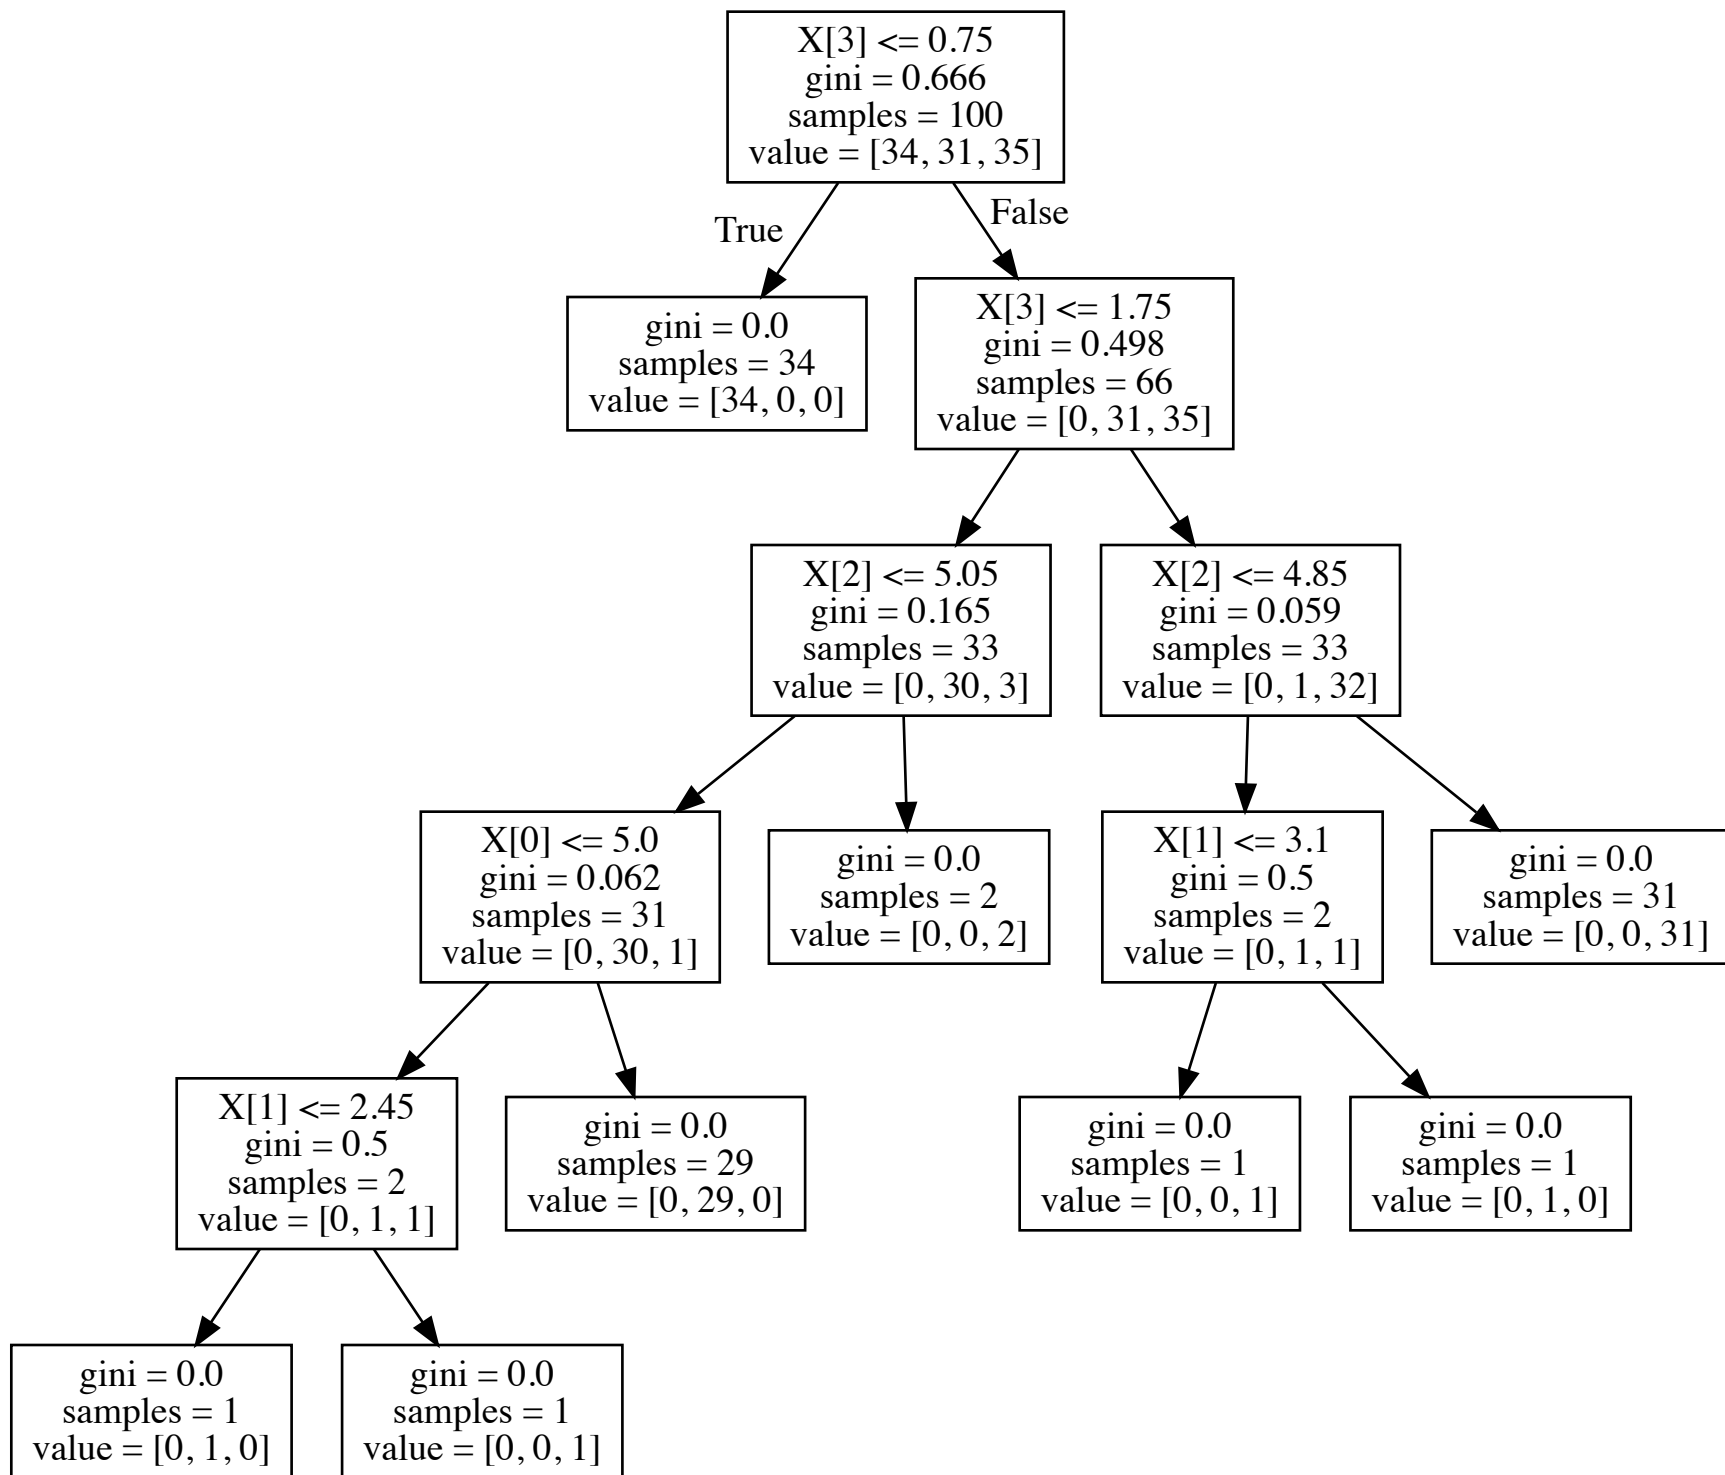 X[3] <= 0.75
gini = 0.666
samples = 100
value = [34, 31, 35]
True
False
gini = 0.0
samples = 34
value = [34, 0, 0]
X[3] <= 1.75
gini = 0.498
samples = 66
value = [0, 31, 35]
X[2] <= 5.05
gini = 0.165
samples = 33
value = [0, 30, 3]
X[2] <= 4.85
gini = 0.059
samples = 33
value = [0, 1, 32]
X[0] <= 5.0
gini = 0.062
samples = 31
value = [0, 30, 1]
gini = 0.0
samples = 2
value = [0, 0, 2]
X[1] <= 3.1
gini = 0.5
samples = 2
value = [0, 1, 1]
gini = 0.0
samples = 31
value = [0, 0, 31]
X[1] <= 2.45
gini = 0.5
samples = 2
value = [0, 1, 1]
gini = 0.0
samples = 29
value = [0, 29, 0]
gini = 0.0
samples = 1
value = [0, 0, 1]
gini = 0.0
samples = 1
value = [0, 1, 0]
gini = 0.0
samples = 1
value = [0, 1, 0]
gini = 0.0
samples = 1
value = [0, 0, 1]